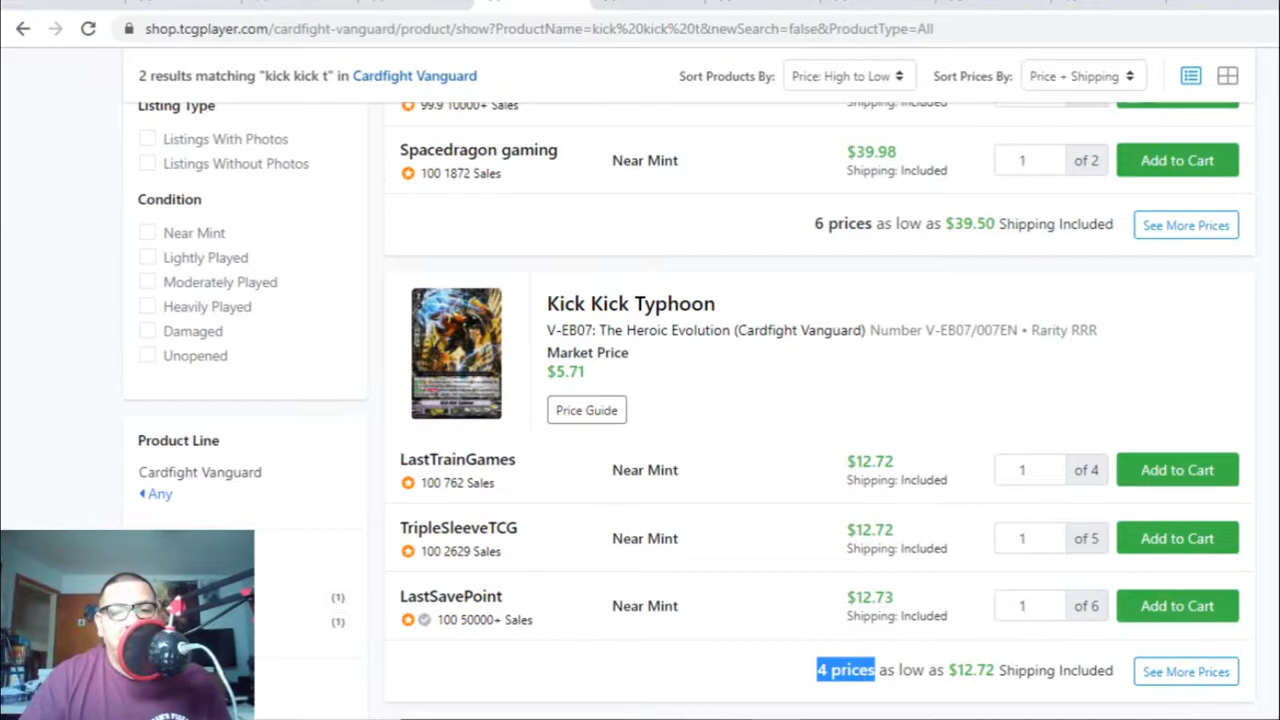 shop.tcgplayer.com/cardfight-vanguard/product/show?ProductName=kick%20kick%20t&newSearch=false&ProductType=All
2 results matching "kick kick t" in Cardfight Vanguard
Sort Products By: Price: High to Low
Sort Prices By: Price + Shipping
Listing Type
Listings With Photos
Listings Without Photos
Condition
Near Mint
Lightly Played
Moderately Played
Heavily Played
Damaged
Unopened
Product Line
Cardfight Vanguard
Any
(1)
(1)
99.9 10000+ Sales
Shipping: Included
Spacedragon gaming
100 1872 Sales
Near Mint
$39.98
Shipping: Included
1 of 2
Add to Cart
6 prices as low as $39.50 Shipping Included
See More Prices
Kick Kick Typhoon
V-EB07: The Heroic Evolution (Cardfight Vanguard) Number V-EB07/007EN • Rarity RRR
Market Price
$5.71
Price Guide
LastTrainGames
100 762 Sales
Near Mint
$12.72
Shipping: Included
1 of 4
Add to Cart
TripleSleeveTCG
100 2629 Sales
Near Mint
$12.72
Shipping: Included
1 of 5
Add to Cart
LastSavePoint
100 50000+ Sales
Near Mint
$12.73
Shipping: Included
1 of 6
Add to Cart
4 prices as low as $12.72 Shipping Included
See More Prices